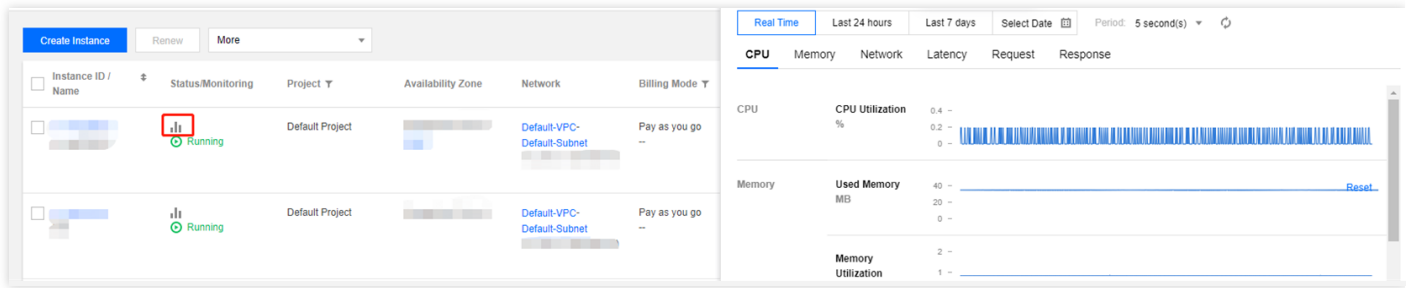 Create Instance Renew More
Instance ID / Name Status/Monitoring Project Availability Zone Network Billing Mode
Running Default Project Default-VPC- Default-Subnet Pay as you go --
Running Default Project Default-VPC- Default-Subnet Pay as you go --
Real Time Last 24 hours Last 7 days Select Date Period: 5 second(s)
CPU Memory Network Latency Request Response
CPU CPU Utilization % 0.4 0.2 0
Memory Used Memory MB 40 20 0 Reset
Memory Utilization 2 1